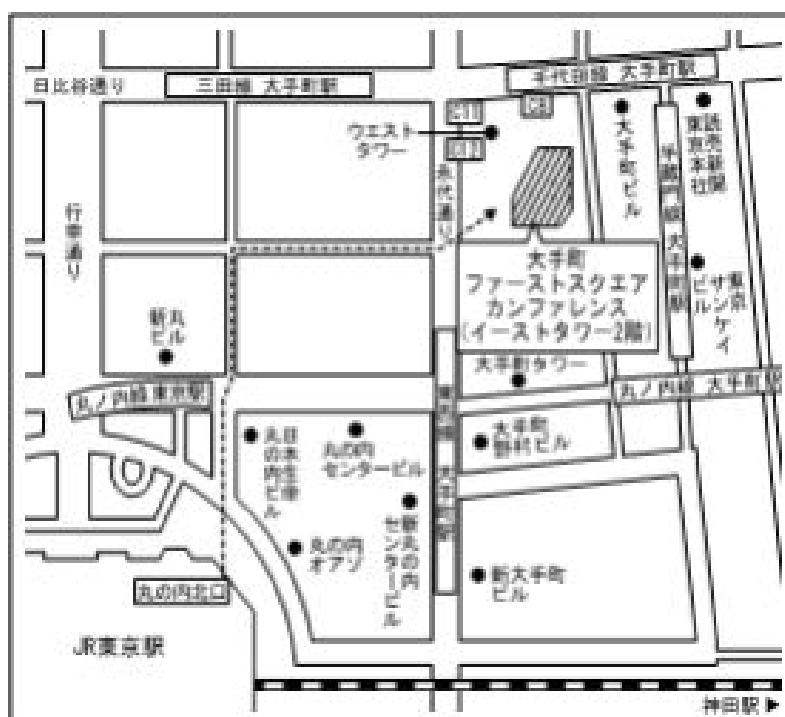 日比谷通り
三田線 大手町駅
千代田線 大手町駅
C11
C8
C12
ウエスト
タワー
永代通り
大手町ビル
半蔵門線 大手町駅
読売新聞
東京本社
行幸通り
大手町
ファーストスクエア
カンファレンス
(イーストタワー2階)
東京
サンケイ
ビル
新丸
ビル
大手町タワー
丸ノ内線 東京駅
丸ノ内線 大手町駅
東西線 大手町駅
日本生命
丸の内ビル
丸の内
センタービル
大手町
野村ビル
新丸の内
センタービル
丸の内
オアゾ
新大手町
ビル
丸の内北口
JR東京駅
神田駅 ▶